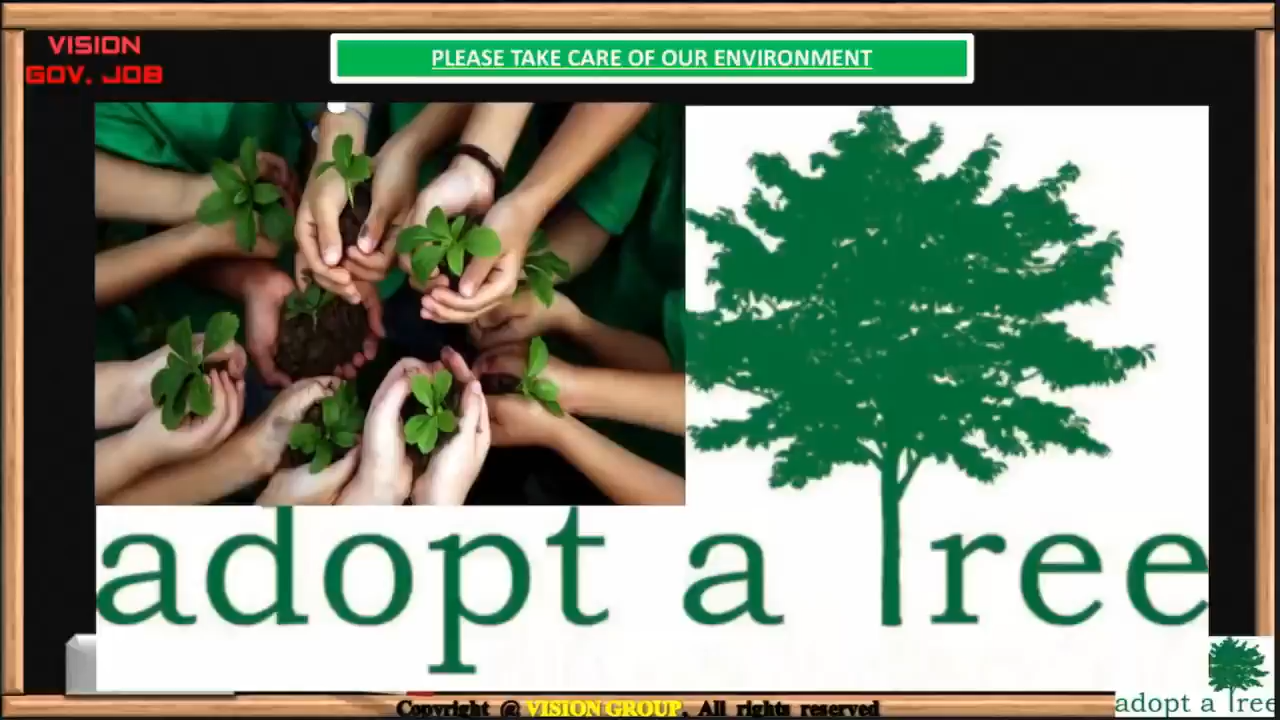 VISION
GOV. JOB
PLEASE TAKE CARE OF OUR ENVIRONMENT
adopt a Tree
Copyright @ VISION GROUP. All rights reserved
adopt a Tree